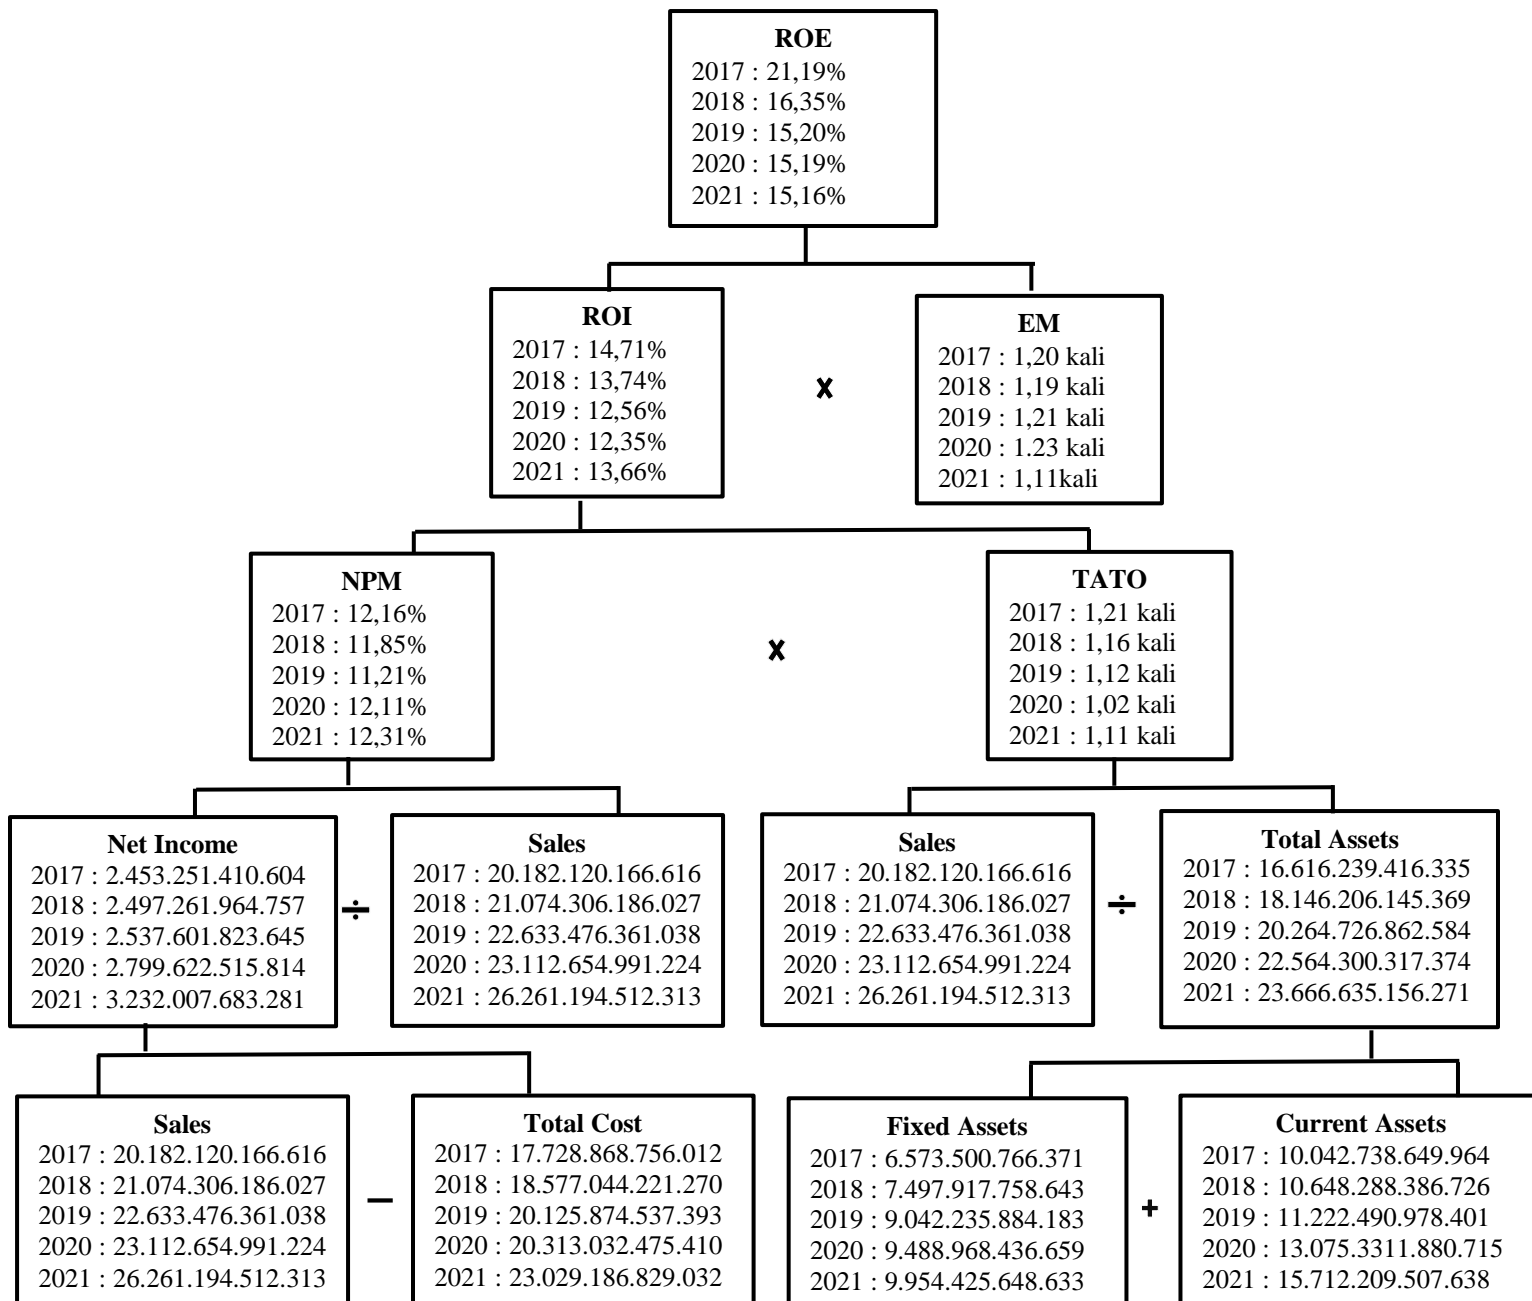 ROE
2017 : 21,19%
2018 : 16,35%
2019 : 15,20%
2020 : 15,19%
2021 : 15,16%
ROI
2017 : 14,71%
2018 : 13,74%
2019 : 12,56%
2020 : 12,35%
2021 : 13,66%
x
EM
2017 : 1,20 kali
2018 : 1,19 kali
2019 : 1,21 kali
2020 : 1.23 kali
2021 : 1,11kali
NPM
2017 : 12,16%
2018 : 11,85%
2019 : 11,21%
2020 : 12,11%
2021 : 12,31%
x
TATO
2017 : 1,21 kali
2018 : 1,16 kali
2019 : 1,12 kali
2020 : 1,02 kali
2021 : 1,11 kali
Net Income
2017 : 2.453.251.410.604
2018 : 2.497.261.964.757
2019 : 2.537.601.823.645
2020 : 2.799.622.515.814
2021 : 3.232.007.683.281
÷
Sales
2017 : 20.182.120.166.616
2018 : 21.074.306.186.027
2019 : 22.633.476.361.038
2020 : 23.112.654.991.224
2021 : 26.261.194.512.313
Sales
2017 : 20.182.120.166.616
2018 : 21.074.306.186.027
2019 : 22.633.476.361.038
2020 : 23.112.654.991.224
2021 : 26.261.194.512.313
÷
Total Assets
2017 : 16.616.239.416.335
2018 : 18.146.206.145.369
2019 : 20.264.726.862.584
2020 : 22.564.300.317.374
2021 : 23.666.635.156.271
Sales
2017 : 20.182.120.166.616
2018 : 21.074.306.186.027
2019 : 22.633.476.361.038
2020 : 23.112.654.991.224
2021 : 26.261.194.512.313
–
Total Cost
2017 : 17.728.868.756.012
2018 : 18.577.044.221.270
2019 : 20.125.874.537.393
2020 : 20.313.032.475.410
2021 : 23.029.186.829.032
Fixed Assets
2017 : 6.573.500.766.371
2018 : 7.497.917.758.643
2019 : 9.042.235.884.183
2020 : 9.488.968.436.659
2021 : 9.954.425.648.633
+
Current Assets
2017 : 10.042.738.649.964
2018 : 10.648.288.386.726
2019 : 11.222.490.978.401
2020 : 13.075.3311.880.715
2021 : 15.712.209.507.638